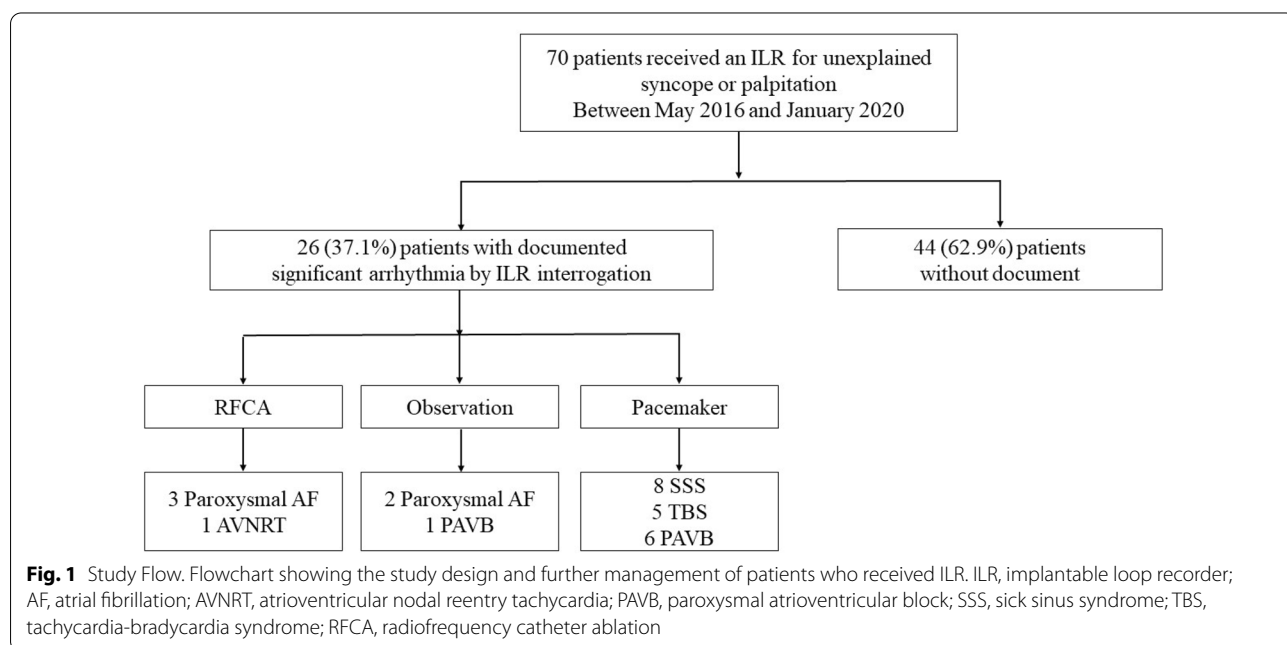 70 patients received an ILR for unexplained
syncope or palpitation
Between May 2016 and January 2020
26 (37.1%) patients with documented
significant arrhythmia by ILR interrogation
44 (62.9%) patients
without document
RFCA
Observation
Pacemaker
3 Paroxysmal AF
1 AVNRT
2 Paroxysmal AF
1 PAVB
8 SSS
5 TBS
6 PAVB
Fig. 1 Study Flow. Flowchart showing the study design and further management of patients who received ILR. ILR, implantable loop recorder;
AF, atrial fibrillation; AVNRT, atrioventricular nodal reentry tachycardia; PAVB, paroxysmal atrioventricular block; SSS, sick sinus syndrome; TBS,
tachycardia-bradycardia syndrome; RFCA, radiofrequency catheter ablation